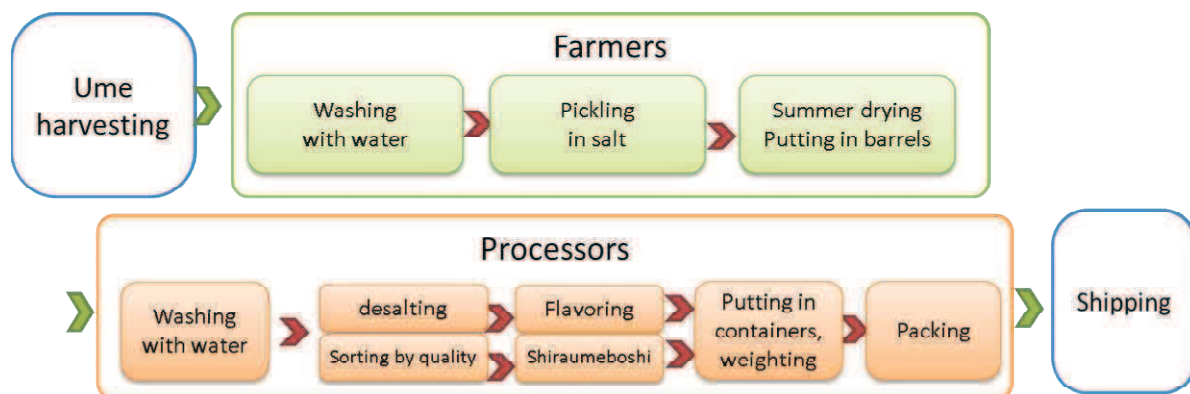 Ume
harvesting
Farmers
Washing
with water
Pickling
in salt
Summer drying
Putting in barrels
Processors
Washing
with water
desalting
Sorting by quality
Flavoring
Shiraumeboshi
Putting in
containers,
weighting
Packing
Shipping